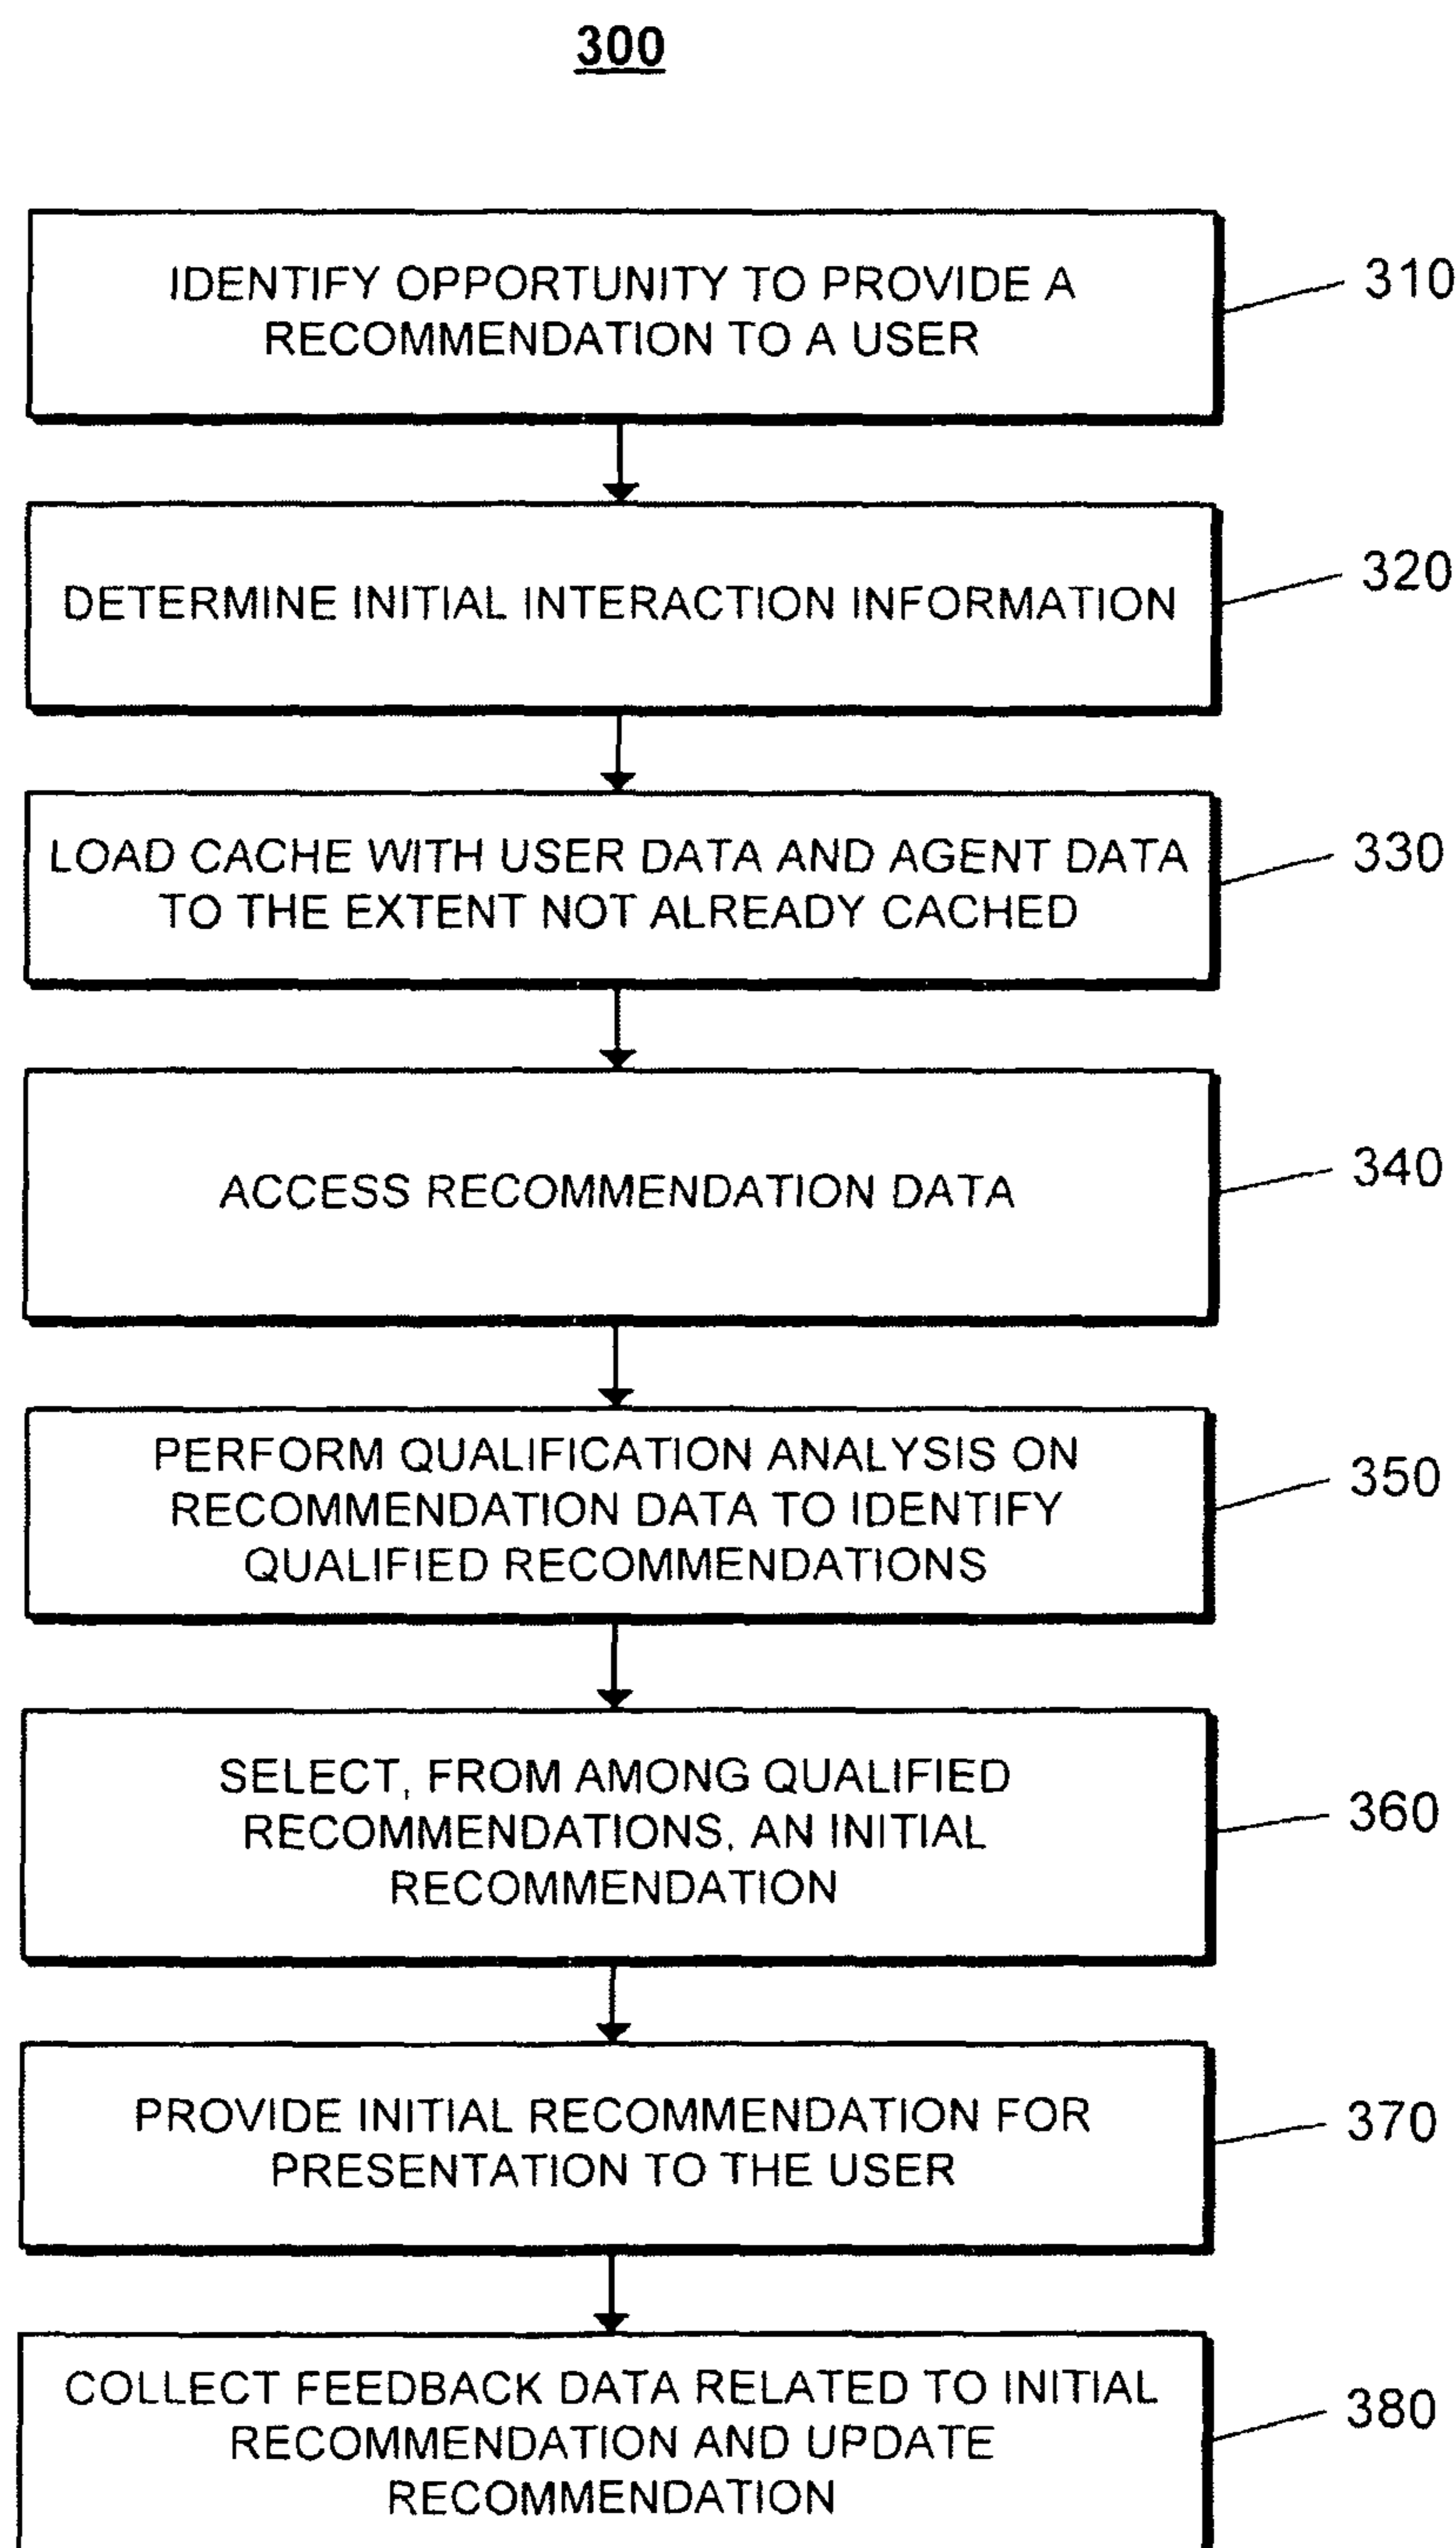 300
IDENTIFY OPPORTUNITY TO PROVIDE A
RECOMMENDATION TO A USER
310
DETERMINE INITIAL INTERACTION INFORMATION
320
LOAD CACHE WITH USER DATA AND AGENT DATA
TO THE EXTENT NOT ALREADY CACHED
330
ACCESS RECOMMENDATION DATA
340
PERFORM QUALIFICATION ANALYSIS ON
RECOMMENDATION DATA TO IDENTIFY
QUALIFIED RECOMMENDATIONS
350
SELECT, FROM AMONG QUALIFIED
RECOMMENDATIONS, AN INITIAL
RECOMMENDATION
360
PROVIDE INITIAL RECOMMENDATION FOR
PRESENTATION TO THE USER
370
COLLECT FEEDBACK DATA RELATED TO INITIAL
RECOMMENDATION AND UPDATE
RECOMMENDATION
380